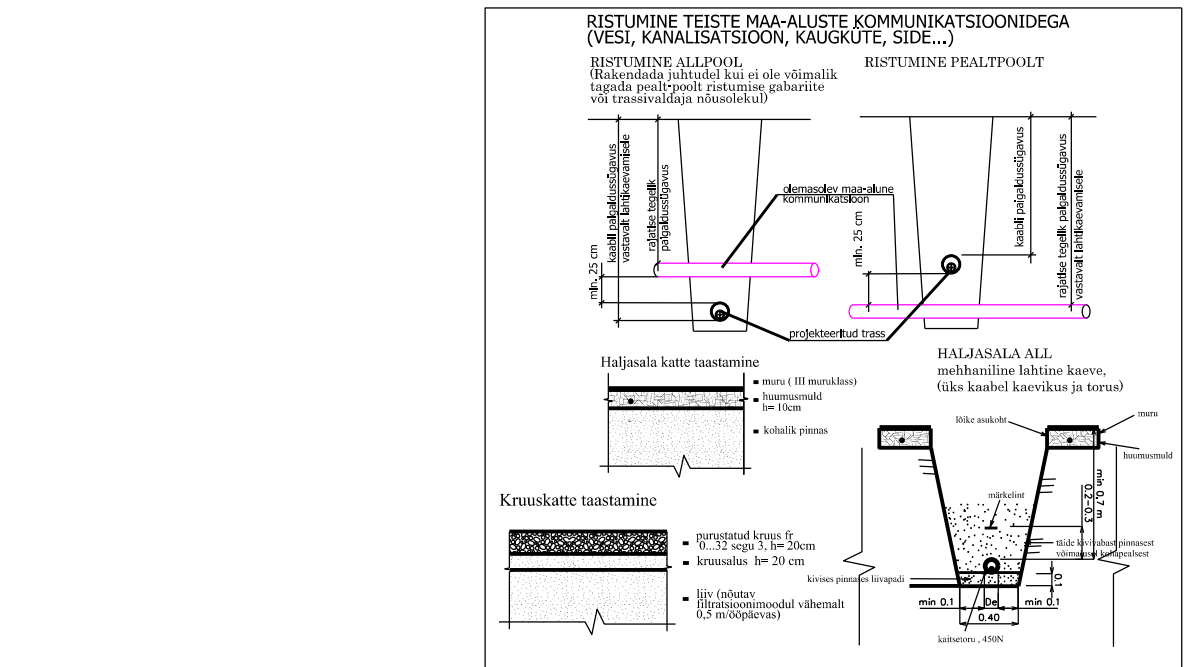 RISTUMINE TEISTE MAA-ALUSTE KOMMUNIKATSIOONIDEGA
(VESI, KANALISATSIOON, KAUGKÜTE, SIDE...)
RISTUMINE ALLPOOL
(Rakendada juhtudel kui ei ole võimalik
tagada pealt-poolt ristumise gabariite
või trassivaldaja nõusolekul)
RISTUMINE PEALTPOOLT
kaabli paigaldussügavus
vastavalt lahtikaevamisele
rajatise tegelik
paigaldussügavus
min. 25 cm
olemasolev maa-alune
kommunikatsioon
min. 25 cm
kaabli paigaldussügavus
rajatise tegelik paigaldussügavus
vastavalt lahtikaevamisele
projekteeritud trass
Haljasala katte taastamine
muru ( III muruklass)
huumusmuld
h= 10cm
kohalik pinnas
Kruuskatte taastamine
purustatud kruus fr
0...32 segu 3, h= 20cm
kruusalus h= 20 cm
liiv (nõutav
filtratsioonimoodul vähemalt
0,5 m/ööpäevas)
HALJASALA ALL
mehhaniline lahtine kaeve,
(üks kaabel kaevikus ja torus)
lõike asukoht
muru
huumusmuld
märkelint
0.2-0.3
min 0,7 m
täide kivivabast pinnasest
võimalusel kohapealsest
kivises pinnases liivapadi
0.1
min 0.1
De
min 0.1
0.40
kaitsetoru , 450N